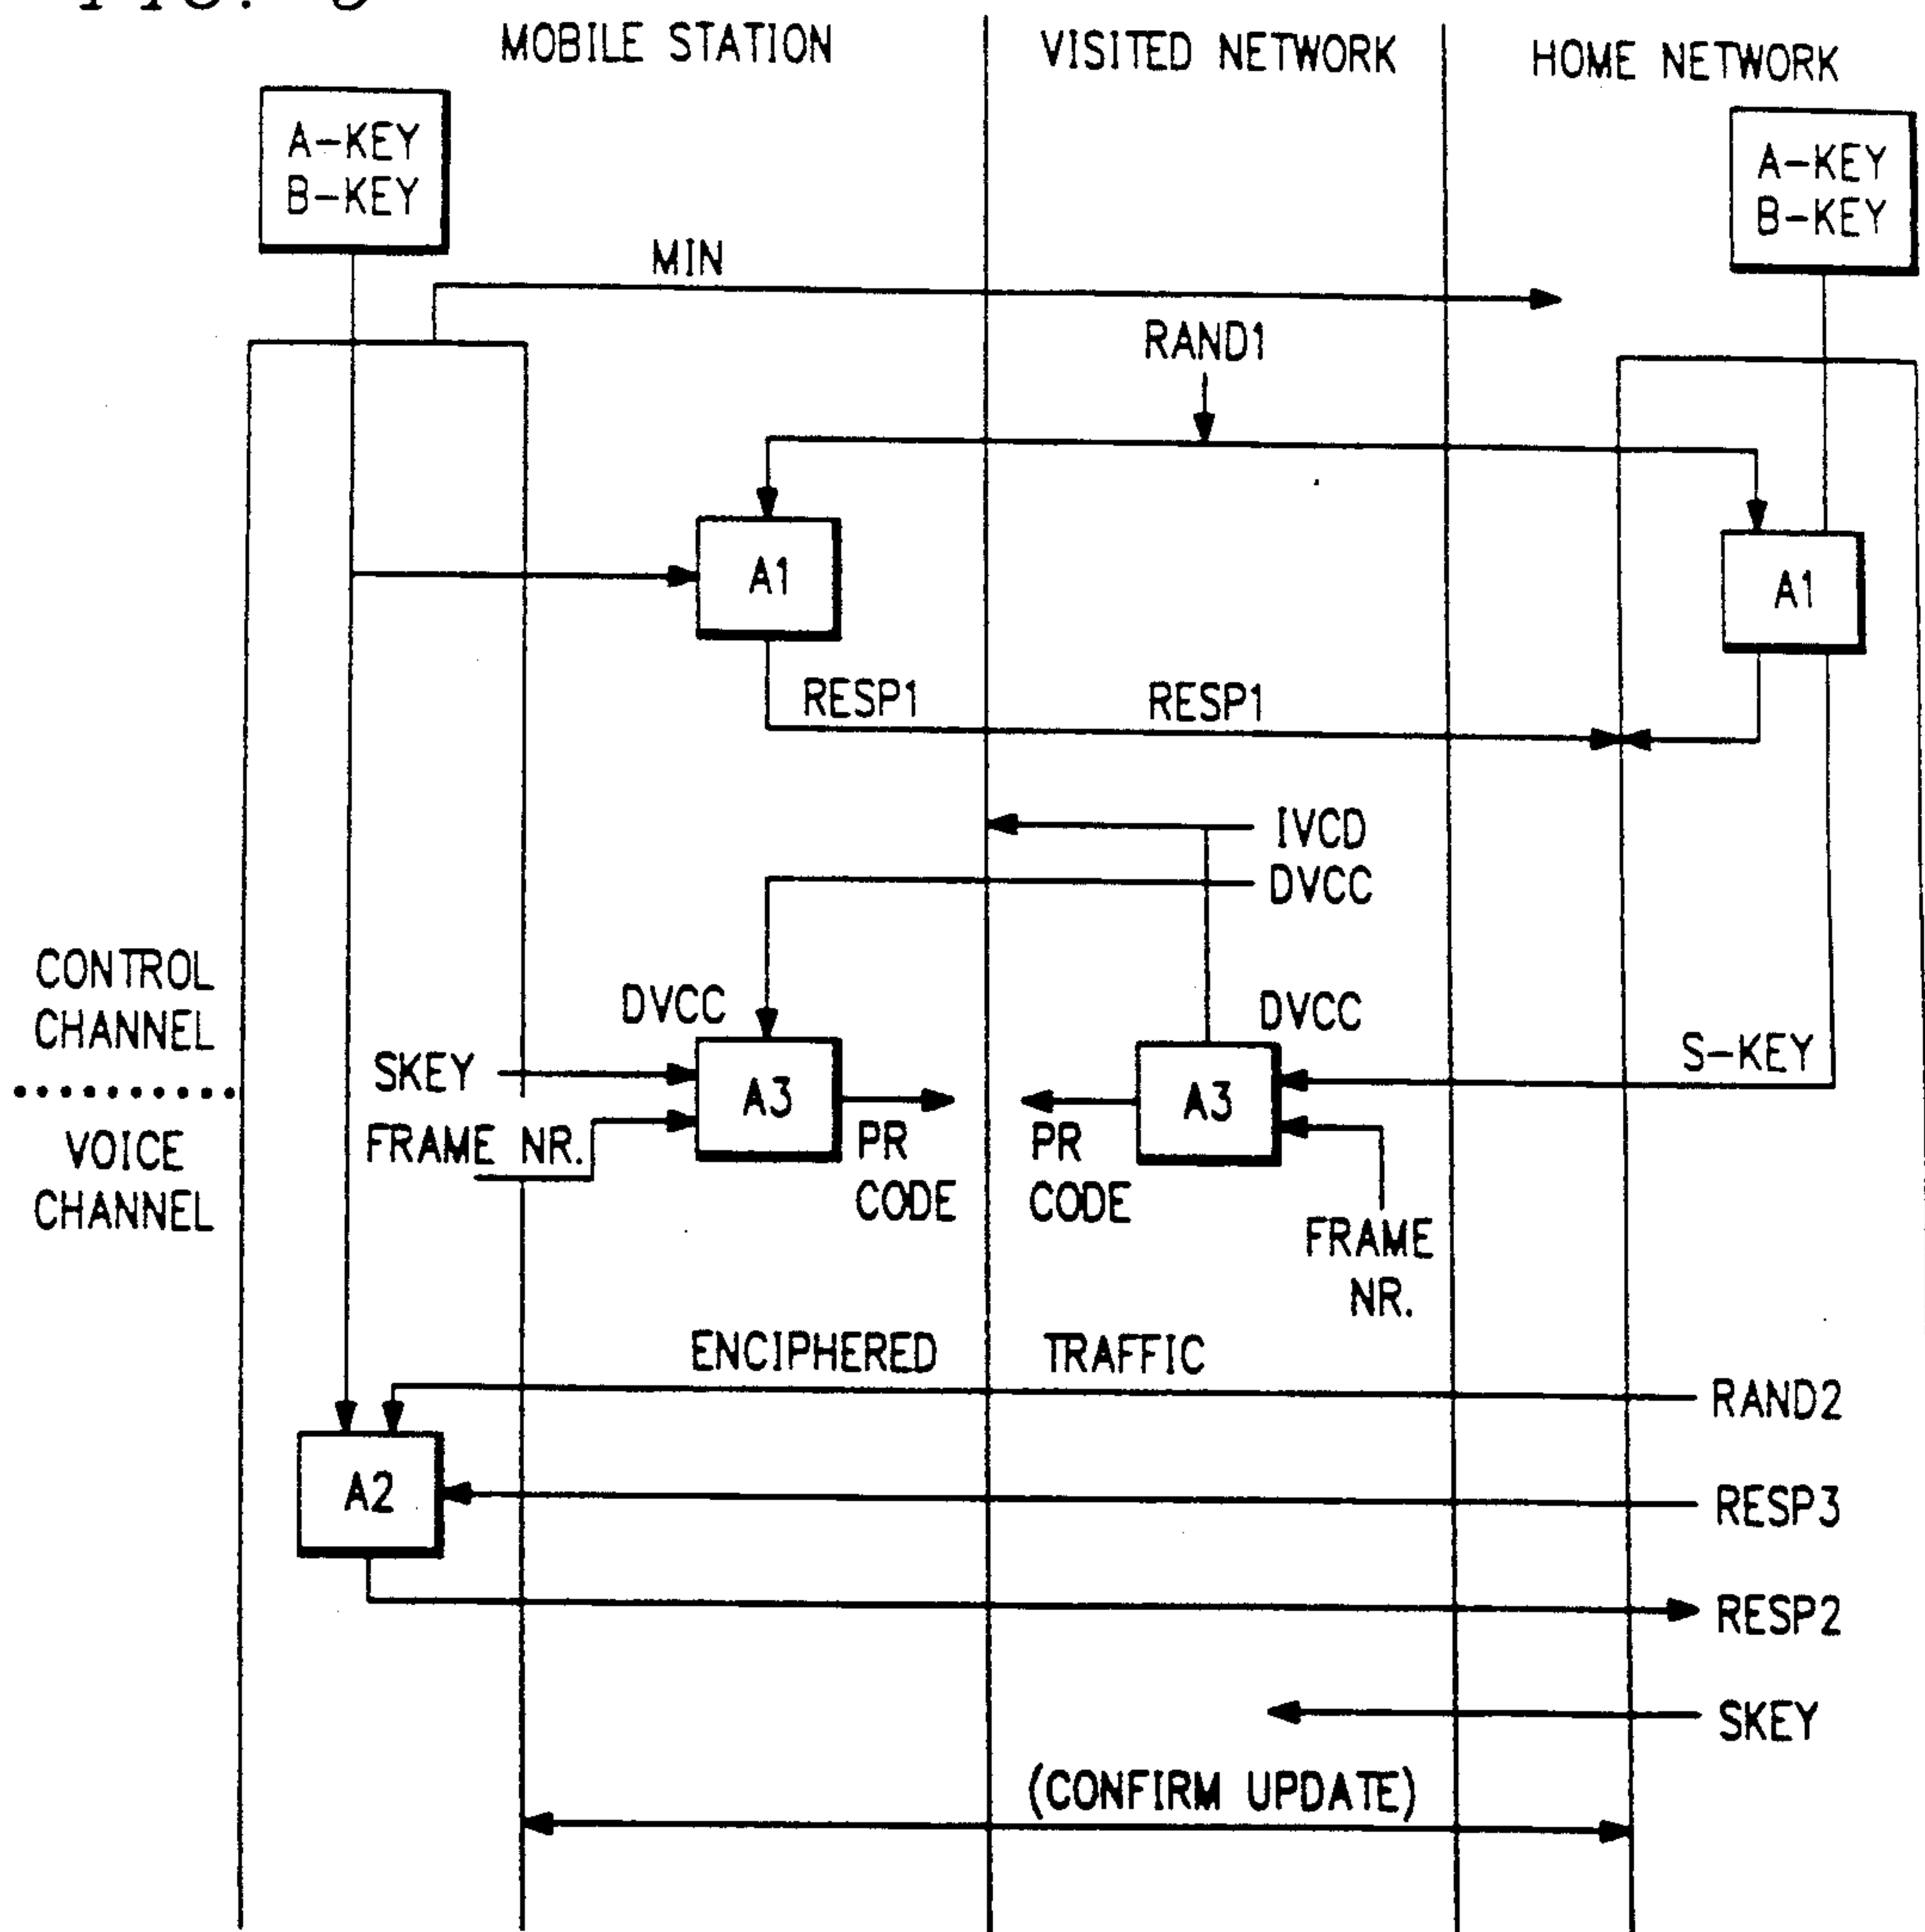 MOBILE STATION
VISITED NETWORK
HOME NETWORK
A-KEY
B-KEY
A-KEY
B-KEY
MIN
RAND1
A1
A1
RESP1
RESP1
IVCD
DVCC
CONTROL
CHANNEL
DVCC
DVCC
SKEY
S-KEY
A3
A3
VOICE
CHANNEL
FRAME NR.
PR
CODE
PR
CODE
FRAME
NR.
ENCIPHERED TRAFFIC
RAND2
A2
RESP3
RESP2
SKEY
(CONFIRM UPDATE)